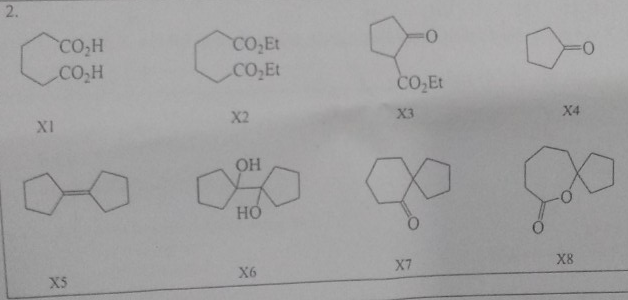 2.
CO₂H
CO₂H
X1
CO₂Et
CO₂Et
X2
O
CO₂Et
X3
O
X4
X5
OH
HO
X6
O
X7
O
O
X8